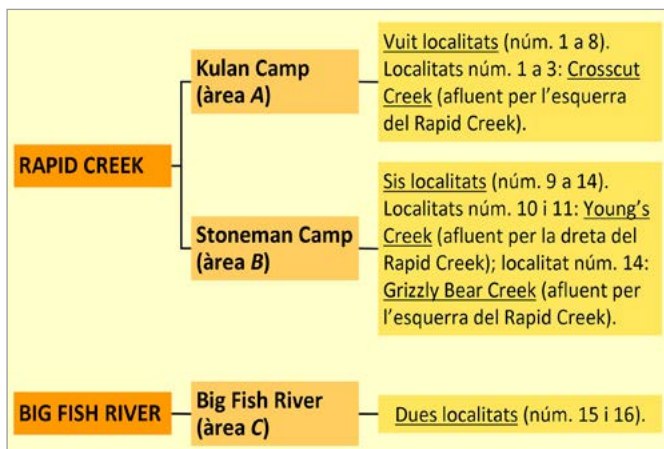 RAPID CREEK
Kulan Camp
(àrea A)
Vuit localitats (núm. 1 a 8).
Localitats núm. 1 a 3: Crosscut
Creek (afluent per l’esquerra
del Rapid Creek).
Stoneman Camp
(àrea B)
Sis localitats (núm. 9 a 14).
Localitats núm. 10 i 11: Young’s
Creek (afluent per la dreta del
Rapid Creek); localitat núm. 14:
Grizzly Bear Creek (afluent per
l’esquerra del Rapid Creek).
BIG FISH RIVER
Big Fish River
(àrea C)
Dues localitats (núm. 15 i 16).